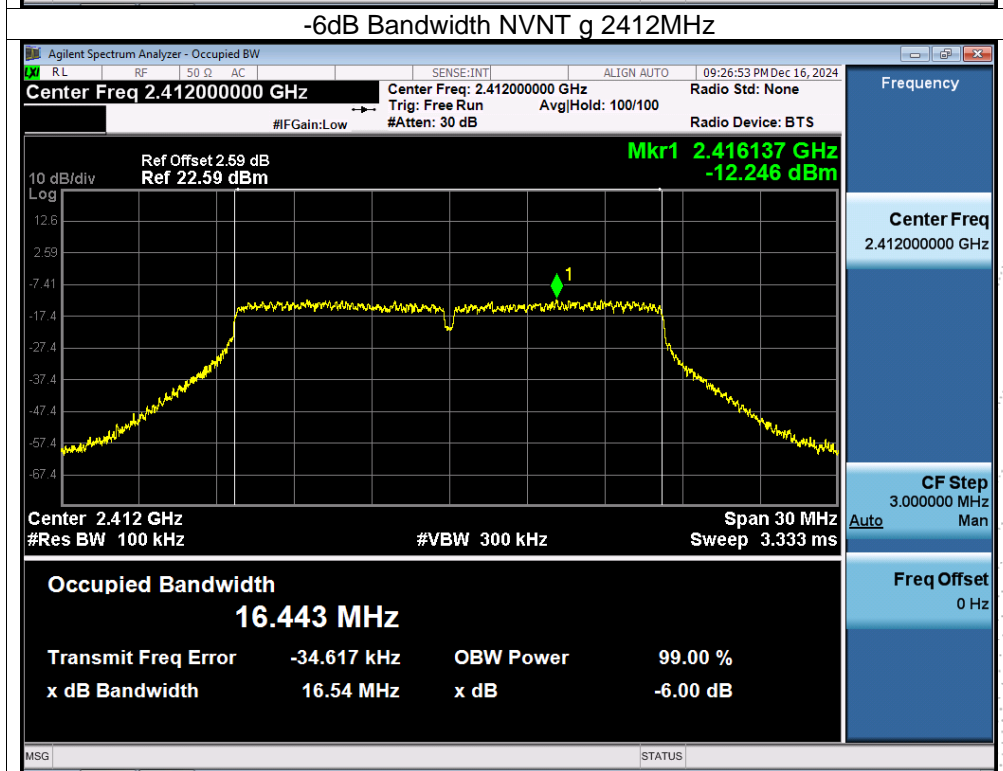 -6dB Bandwidth NVNT g 2412MHz
Agilent Spectrum Analyzer - Occupied BW
LXI RL RF 50 Ω AC SENSE:INT ALIGN AUTO 09:26:53 PM Dec 16, 2024
Center Freq 2.412000000 GHz
Center Freq: 2.412000000 GHz
Radio Std: None
Trig: Free Run Avg|Hold: 100/100
#IFGain:Low #Atten: 30 dB Radio Device: BTS
Frequency
Ref Offset 2.59 dB
10 dB/div Ref 22.59 dBm
Mkr1 2.416137 GHz
-12.246 dBm
Log
12.6
2.59
-7.41
-17.4
-27.4
-37.4
-47.4
-57.4
-67.4
1
Center 2.412 GHz Span 30 MHz
#Res BW 100 kHz #VBW 300 kHz Sweep 3.333 ms
Occupied Bandwidth
16.443 MHz
Transmit Freq Error -34.617 kHz OBW Power 99.00 %
x dB Bandwidth 16.54 MHz x dB -6.00 dB
Center Freq
2.412000000 GHz
CF Step
3.000000 MHz
Auto Man
Freq Offset
0 Hz
MSG STATUS